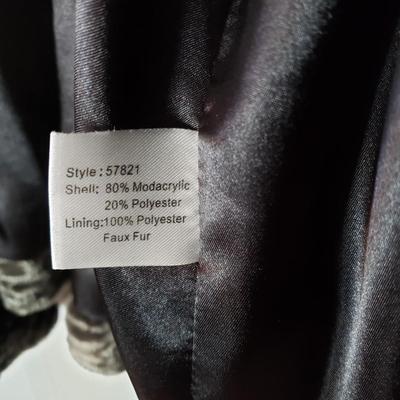 Style: 57821
Shell: 80% Modacrylic
20% Polyester
Lining:100% Polyester
Faux Fur